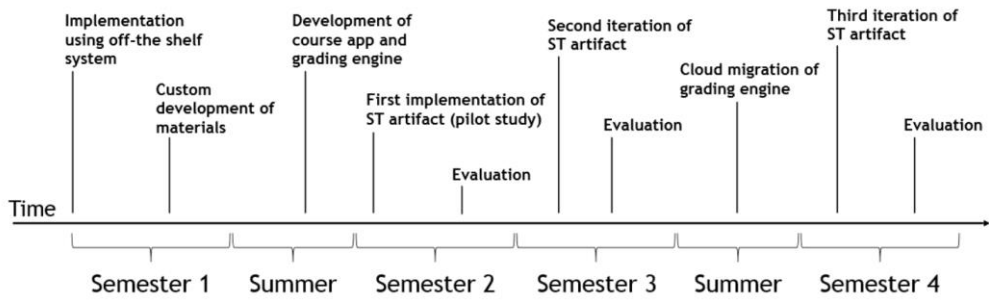 Implementation
using off-the shelf
system
Custom
development of
materials
Development of
course app and
grading engine
First implementation of
ST artifact (pilot study)
Evaluation
Second iteration of
ST artifact
Evaluation
Cloud migration of
grading engine
Third iteration of
ST artifact
Evaluation
Time
Semester 1
Summer
Semester 2
Semester 3
Summer
Semester 4